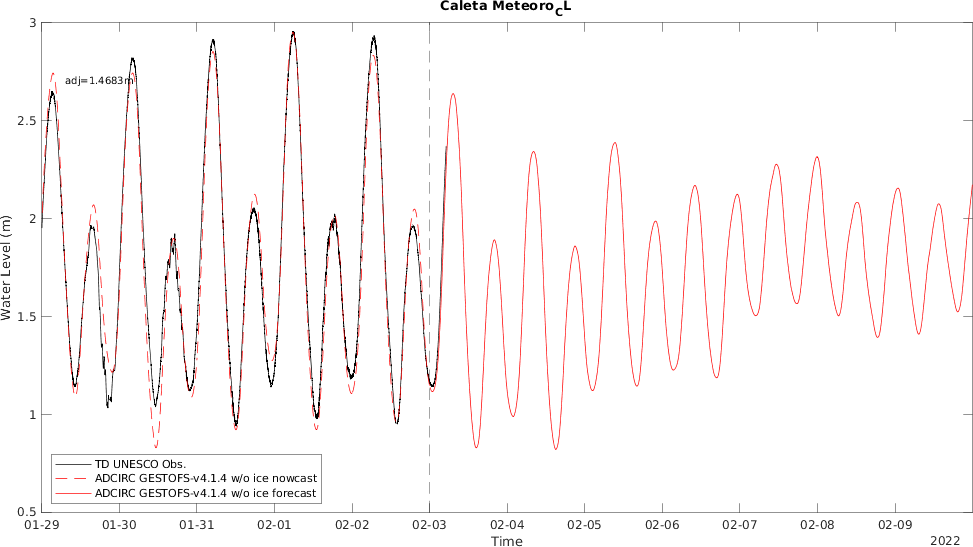 Caleta Meteoro_CL
adj=1.4683m
Water Level (m)
3
2.5
2
1.5
1
0.5
TD UNESCO Obs.
ADCIRC GESTOFS-v4.1.4 w/o ice nowcast
ADCIRC GESTOFS-v4.1.4 w/o ice forecast
01-29 01-30 01-31 02-01 02-02 02-03 02-04 02-05 02-06 02-07 02-08 02-09
Time
2022